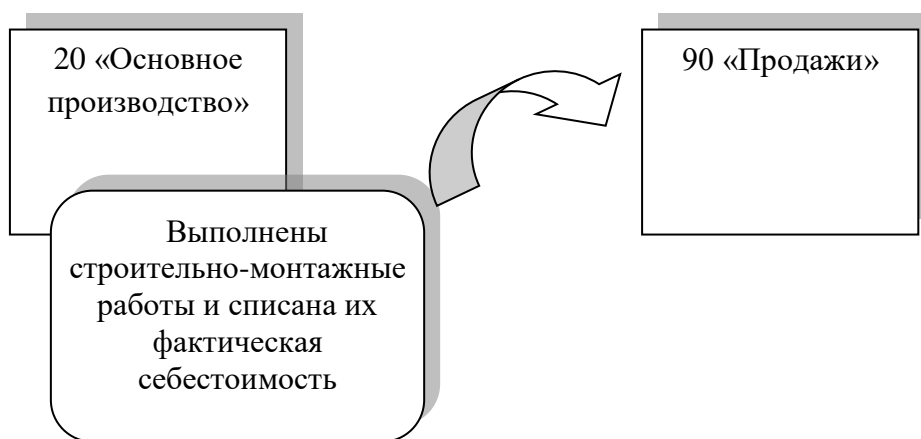 20 «Основное
производство»
90 «Продажи»
Выполнены
строительно-монтажные
работы и списана их
фактическая
себестоимость